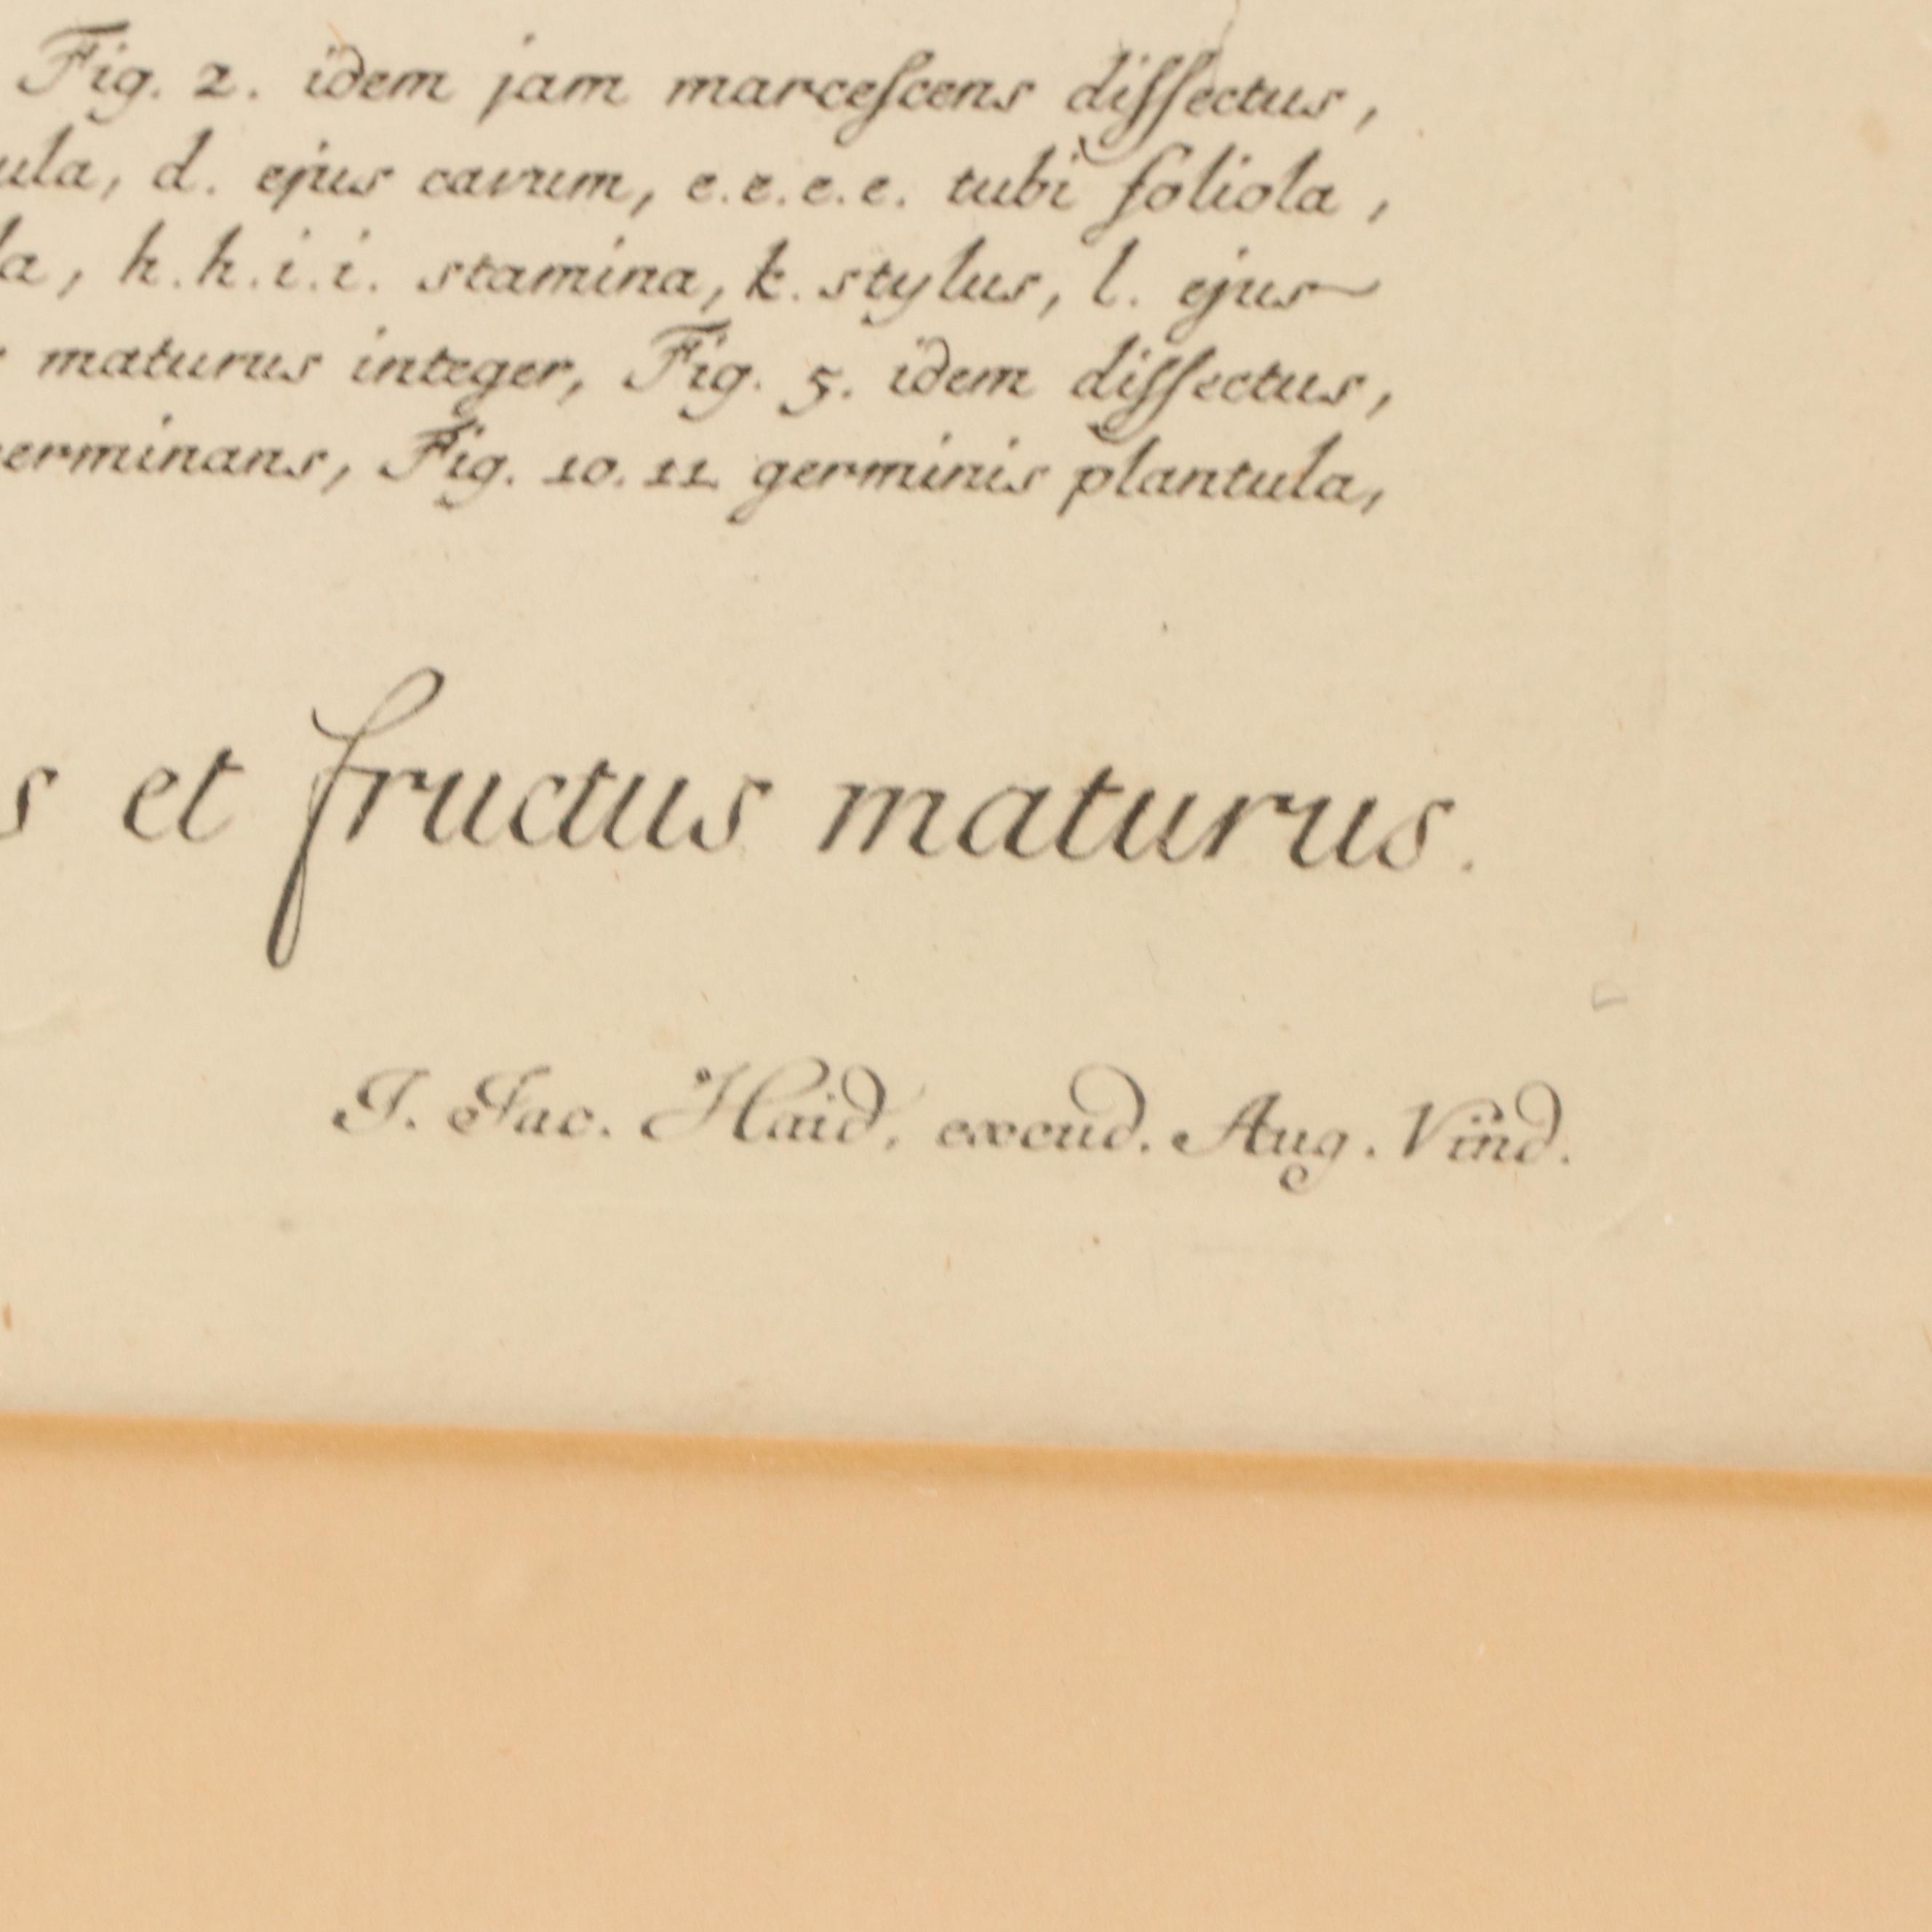 Fig. 2. idem jam marceſcens diſſectus,
ula, d. ejus cavum, e.e.e.e. tubi foliola,
la, h.h.i.i. stamina, k. stylus, l. ejus
maturus integer, Fig. 5. idem diſſectus,
erminans, Fig. 10. 11 germinis plantula,
s et fructus maturus.
J. Jac. Haid, excud. Aug. Vind.